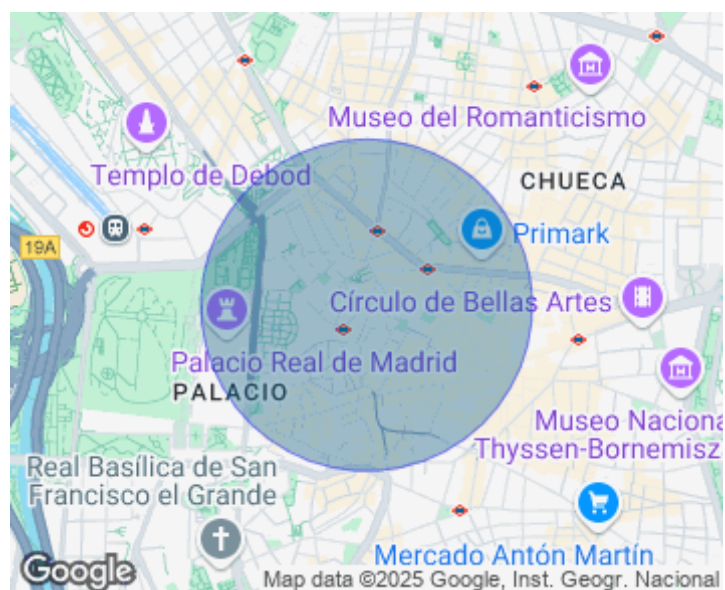 Museo del Romanticismo
Templo de Debod
CHUECA
Primark
19A
Círculo de Bellas Artes
Palacio Real de Madrid
PALACIO
Museo Naciona
Thyssen-Bornemisz
Real Basílica de San
Francisco el Grande
Mercado Antón Martín
Google
Map data ©2025 Google, Inst. Geogr. Nacional